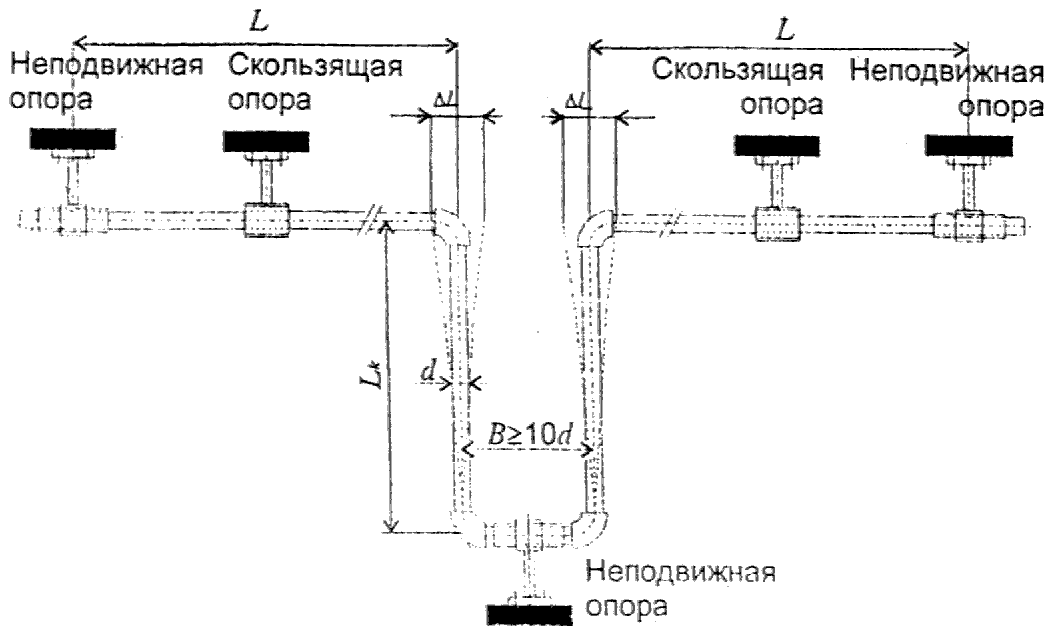 L
L
Неподвижная
опора
Скользящая
опора
ΔL
ΔL
Скользящая
опора
Неподвижная
опора
Lк
d
B≥10d
Неподвижная
опора